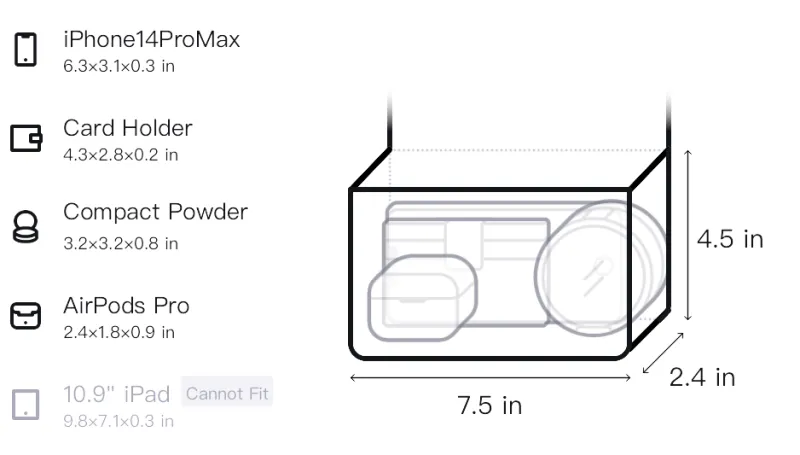 iPhone14ProMax
6.3×3.1×0.3 in
Card Holder
4.3×2.8×0.2 in
Compact Powder
3.2×3.2×0.8 in
AirPods Pro
2.4×1.8×0.9 in
10.9" iPad Cannot Fit
9.8×7.1×0.3 in
4.5 in
2.4 in
7.5 in